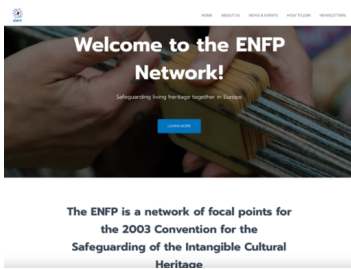 ENFP
HOME ABOUT US NEWS & EVENTS HOW TO JOIN NEWSLETTERS
Welcome to the ENFP
Network!
Safeguarding living heritage together in Europe
LEARN MORE
The ENFP is a network of focal points for
the 2003 Convention for the
Safeguarding of the Intangible Cultural
Heritage